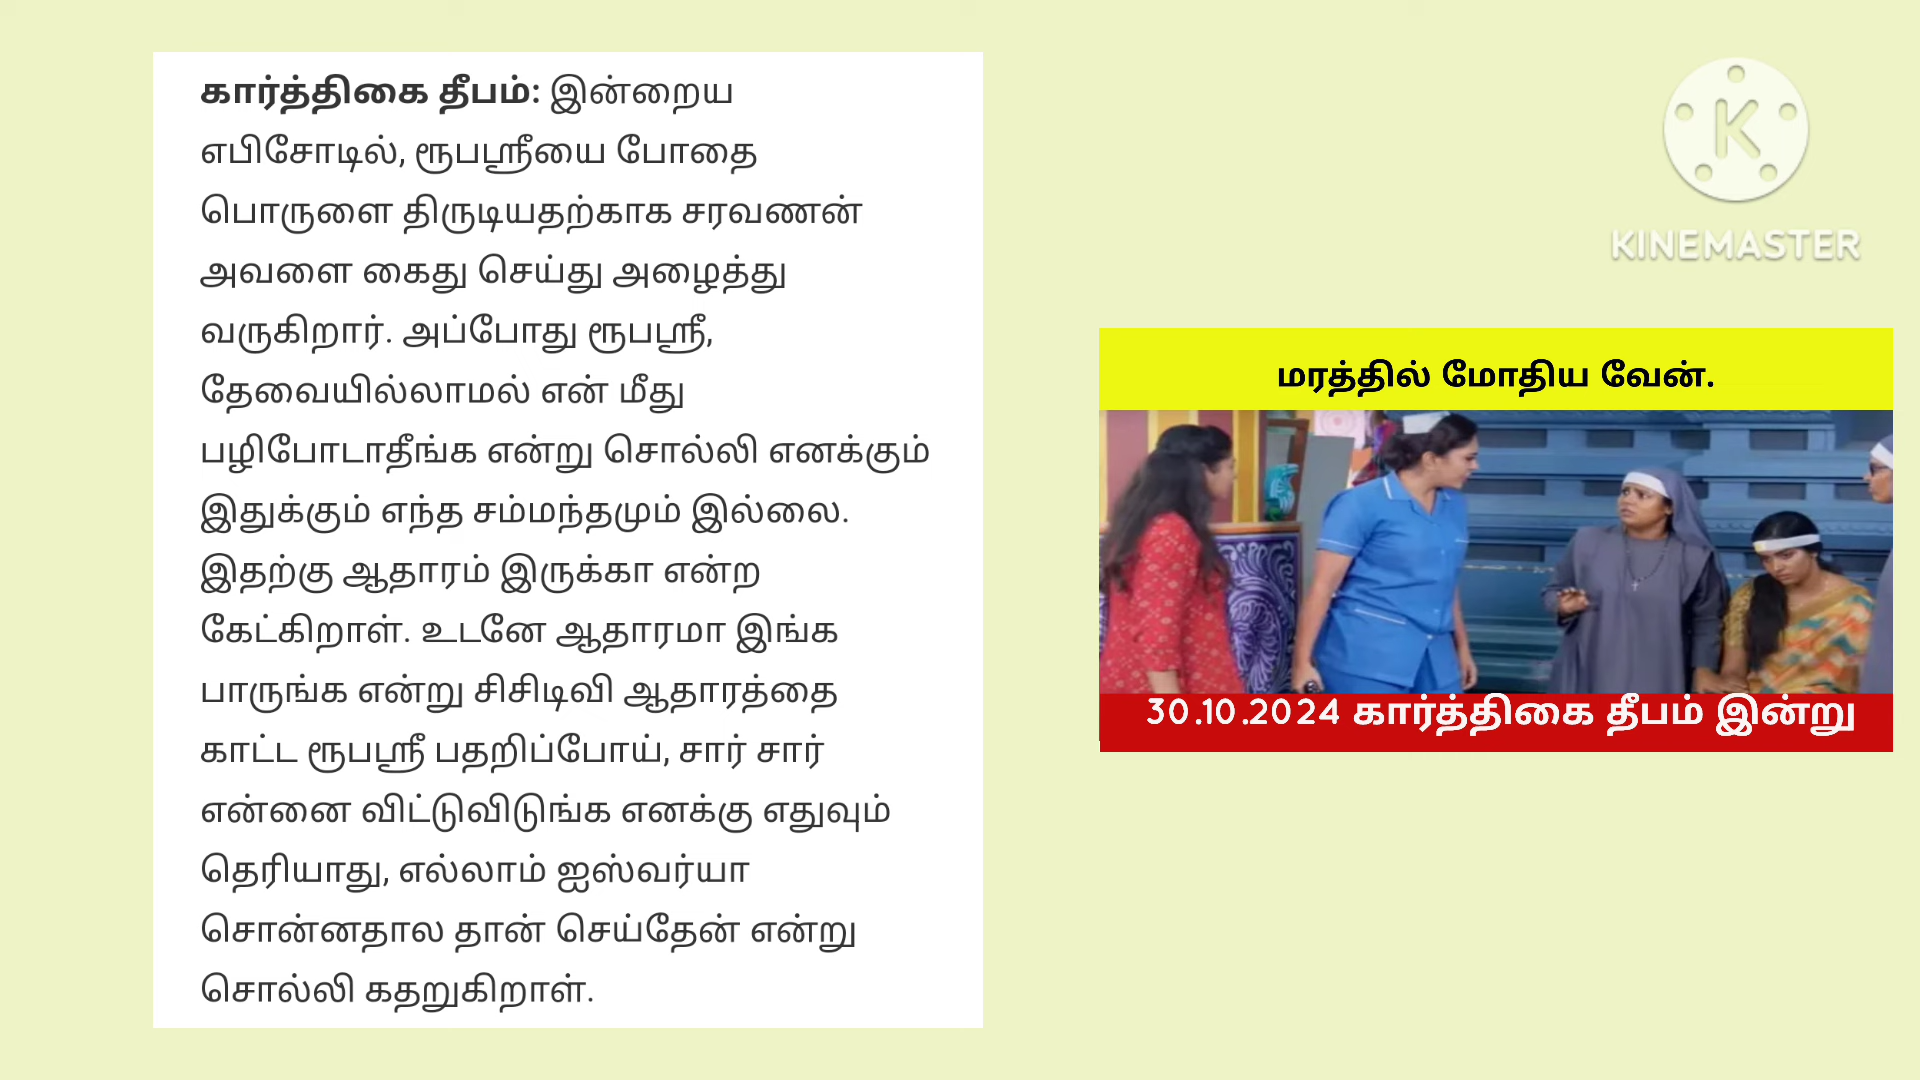 கார்த்திகை தீபம்: இன்றைய
எபிசோடில், ரூபஸ்ரீயை போதை
பொருளை திருடியதற்காக சரவணன்
அவளை கைது செய்து அழைத்து
வருகிறார். அப்போது ரூபஸ்ரீ,
தேவையில்லாமல் என் மீது
பழிபோடாதீங்க என்று சொல்லி எனக்கும்
இதுக்கும் எந்த சம்மந்தமும் இல்லை.
இதற்கு ஆதாரம் இருக்கா என்ற
கேட்கிறாள். உடனே ஆதாரமா இங்க
பாருங்க என்று சிசிடிவி ஆதாரத்தை
காட்ட ரூபஸ்ரீ பதறிப்போய், சார் சார்
என்னை விட்டுவிடுங்க எனக்கு எதுவும்
தெரியாது, எல்லாம் ஐஸ்வர்யா
சொன்னதால தான் செய்தேன் என்று
சொல்லி கதறுகிறாள்.
K
KINEMASTER
மரத்தில் மோதிய வேன்.
30.10.2024 கார்த்திகை தீபம் இன்று